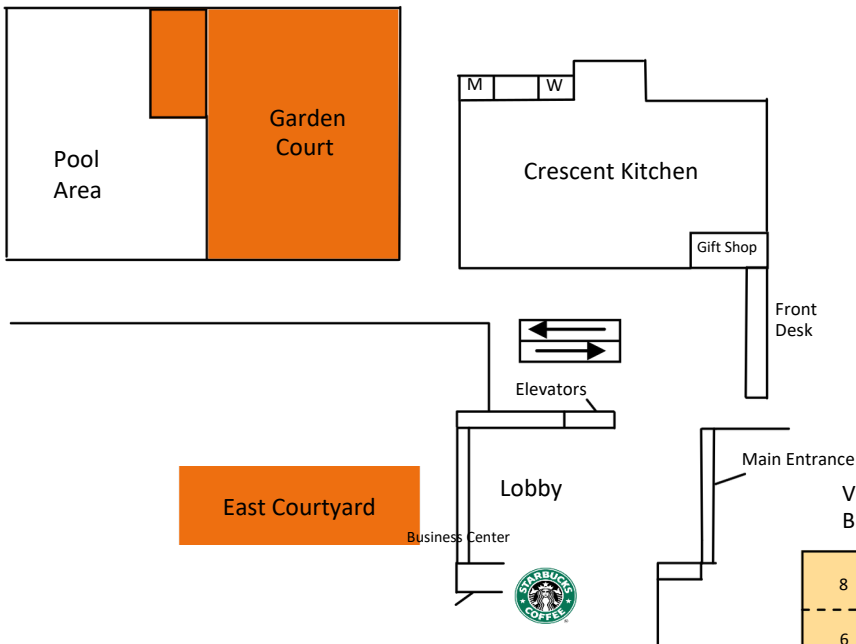 M
W
Garden
Court
Pool
Area
Crescent Kitchen
Gift Shop
Front
Desk
Elevators
Main Entrance
Lobby
East Courtyard
Business Center
V
B
STARBUCKS
COFFEE
8
6